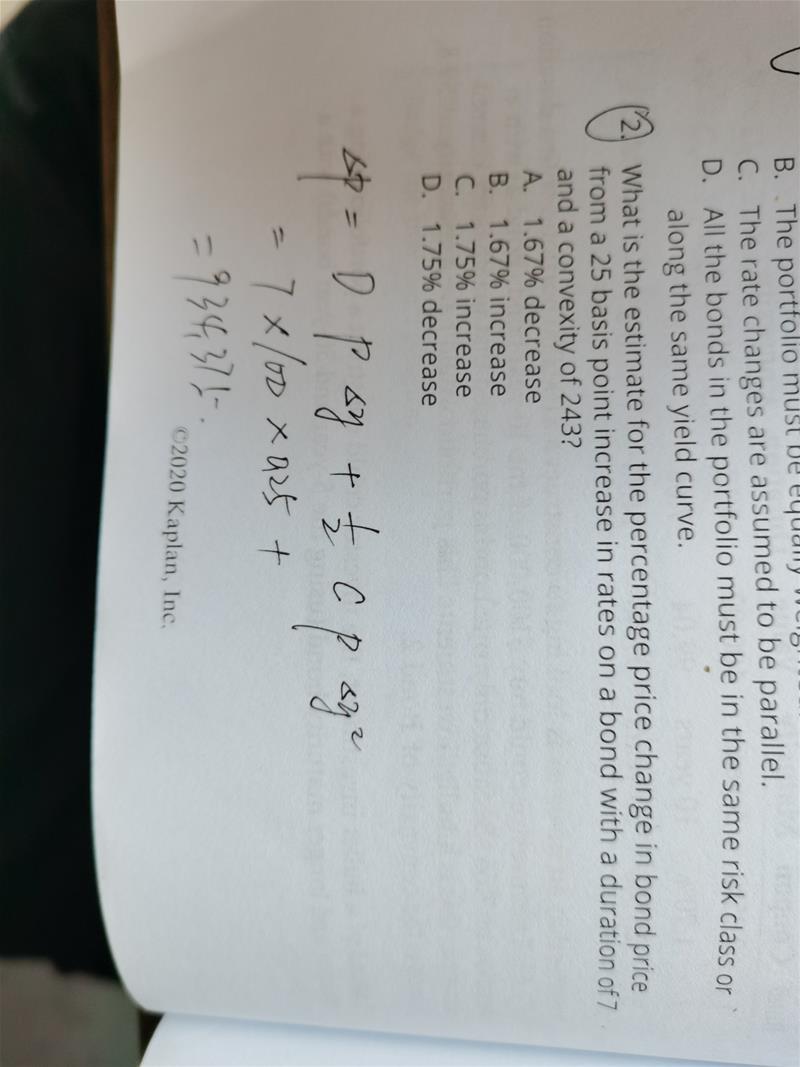 B. The portfolio must be equally
C. The rate changes are assumed to be parallel.
D. All the bonds in the portfolio must be in the same risk class or
along the same yield curve.
2. What is the estimate for the percentage price change in bond price
from a 25 basis point increase in rates on a bond with a duration of 7
and a convexity of 243?
A. 1.67% decrease
B. 1.67% increase
C. 1.75% increase
D. 1.75% decrease
Δp = D P Δy + 1/2 C P Δy²
= 7 × 100 × 0.25 +
= 934.375.
©2020 Kaplan, Inc.